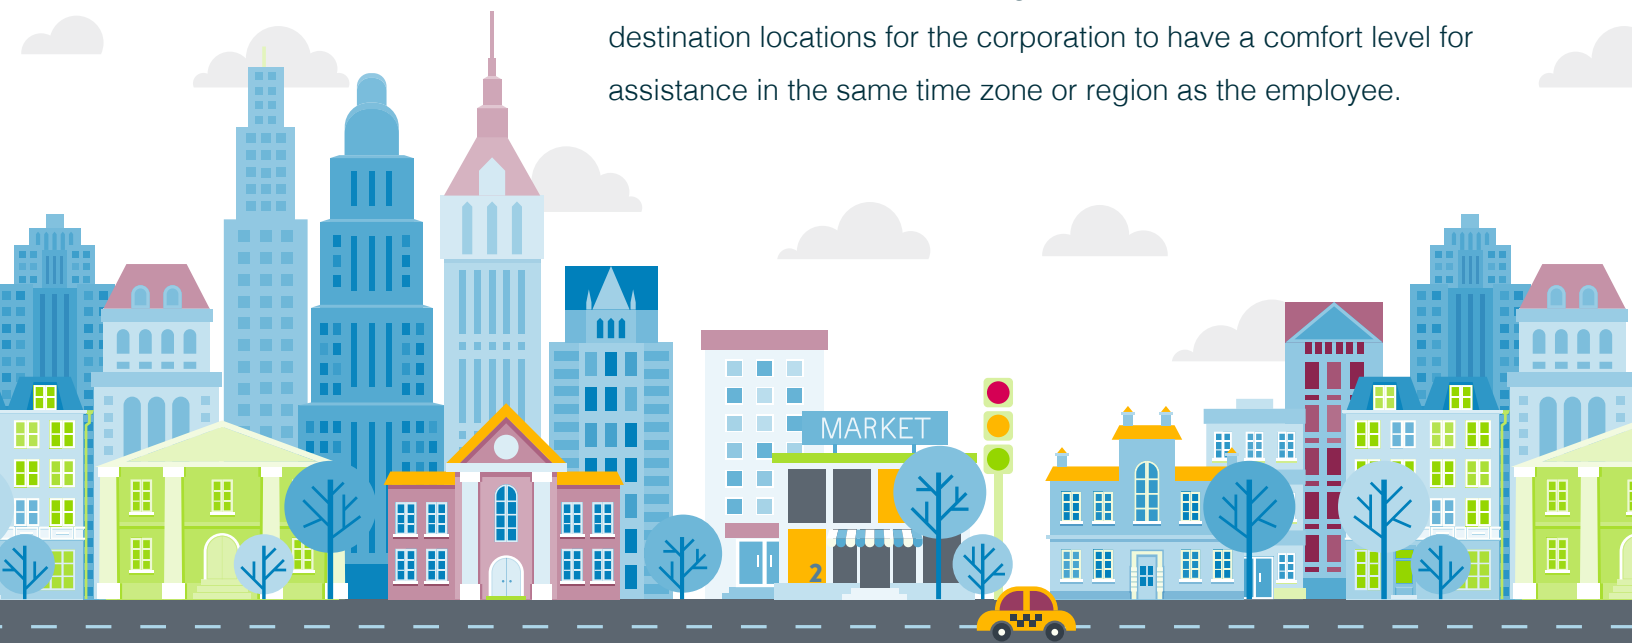 destination locations for the corporation to have a comfort level for
assistance in the same time zone or region as the employee.
MARKET
2